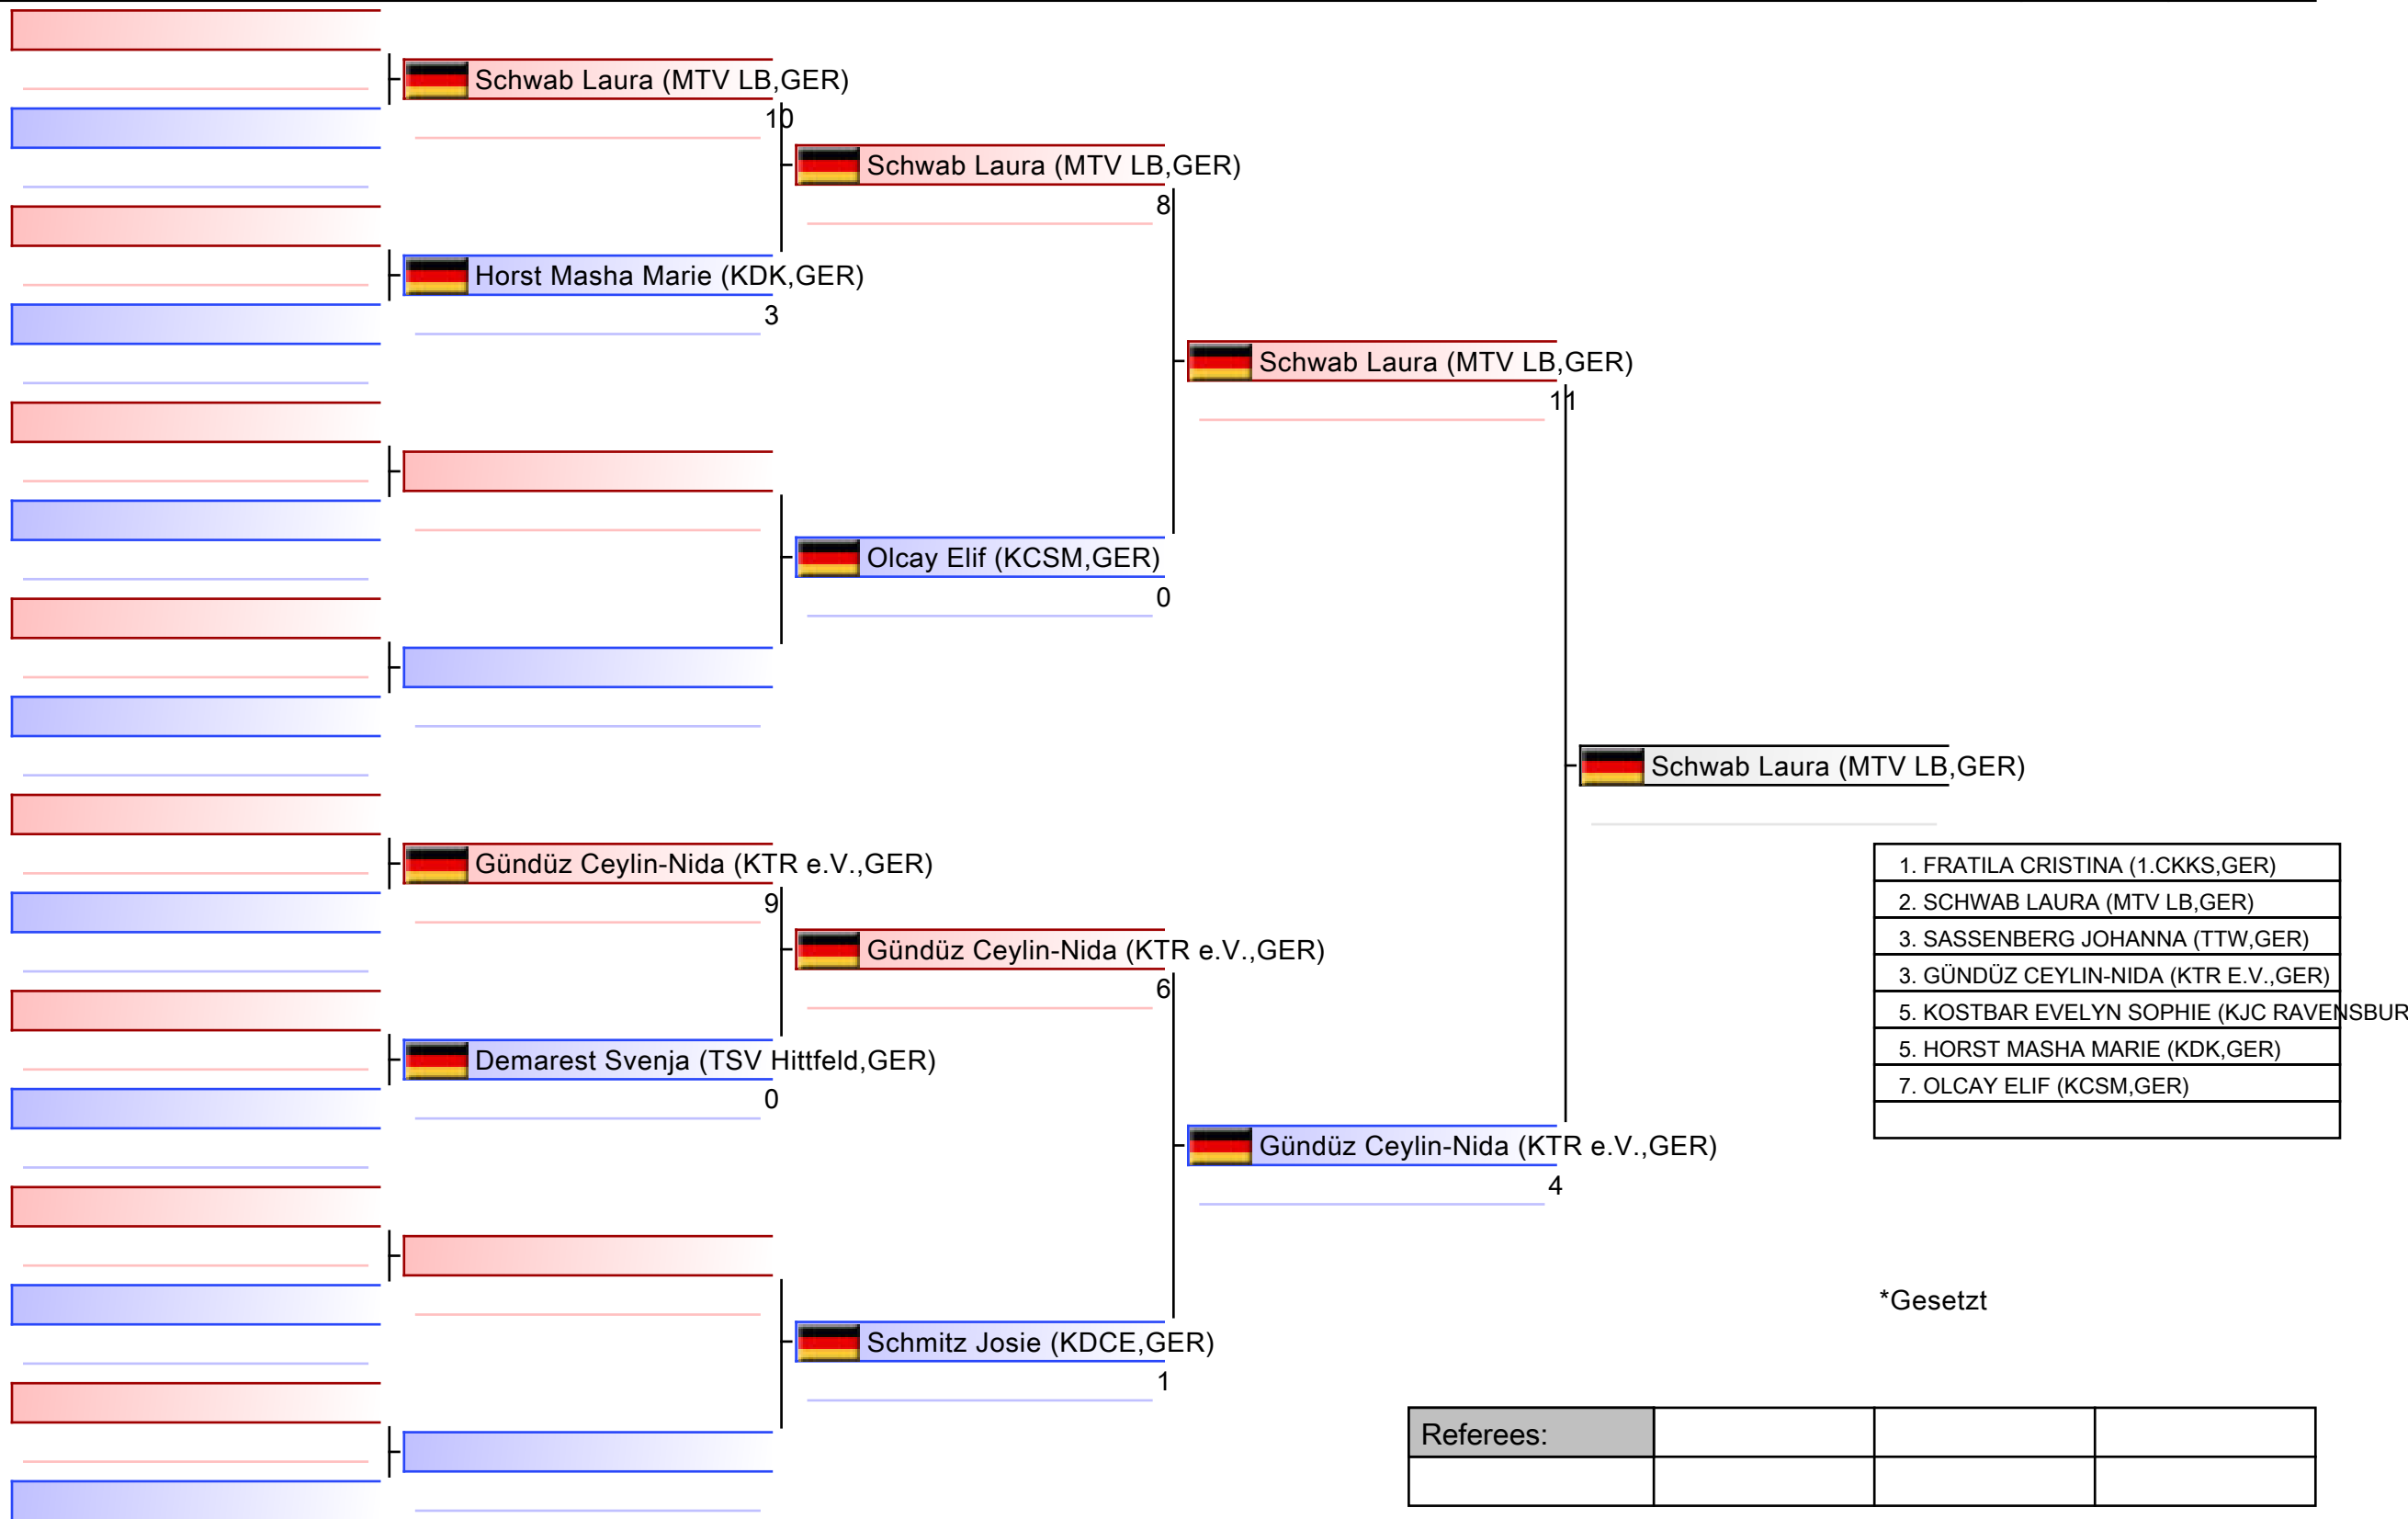 Schwab Laura (MTV LB,GER)
10
Schwab Laura (MTV LB,GER)
8
Horst Masha Marie (KDK,GER)
3
Schwab Laura (MTV LB,GER)
11
Olcay Elif (KCSM,GER)
0
Schwab Laura (MTV LB,GER)
Gündüz Ceylin-Nida (KTR e.V.,GER)
9
Gündüz Ceylin-Nida (KTR e.V.,GER)
6
Demarest Svenja (TSV Hittfeld,GER)
0
Gündüz Ceylin-Nida (KTR e.V.,GER)
4
Schmitz Josie (KDCE,GER)
1
1. FRATILA CRISTINA (1.CKKS,GER)
2. SCHWAB LAURA (MTV LB,GER)
3. SASSENBERG JOHANNA (TTW,GER)
3. GÜNDÜZ CEYLIN-NIDA (KTR E.V.,GER)
5. KOSTBAR EVELYN SOPHIE (KJC RAVENSBUR
5. HORST MASHA MARIE (KDK,GER)
7. OLCAY ELIF (KCSM,GER)
*Gesetzt
Referees: